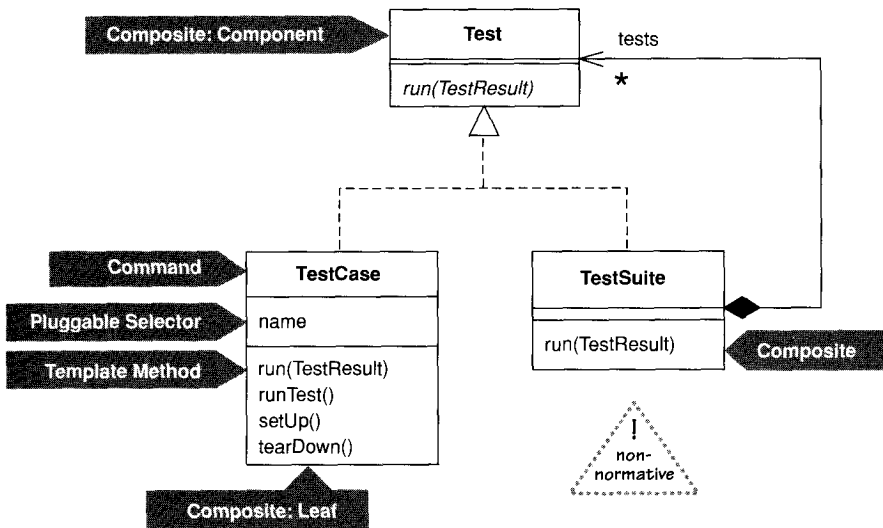 Composite: Component
Test
tests
*
run(TestResult)
Command
TestCase
TestSuite
Pluggable Selector
name
run(TestResult)
Composite
Template Method
run(TestResult)
runTest()
setUp()
tearDown()
!
non-
normative
Composite: Leaf